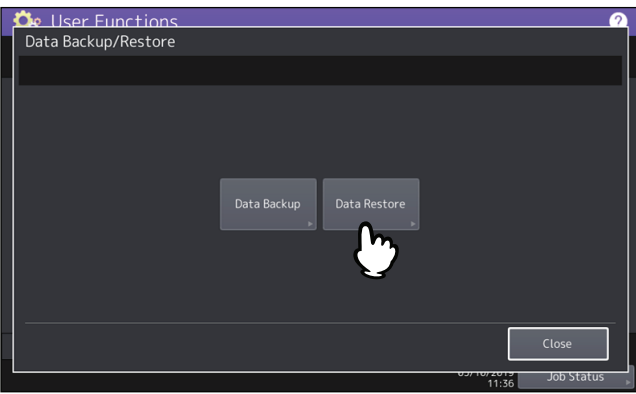 User Functions
?
Data Backup/Restore
Data Backup
Data Restore
Close
11:36
Job Status